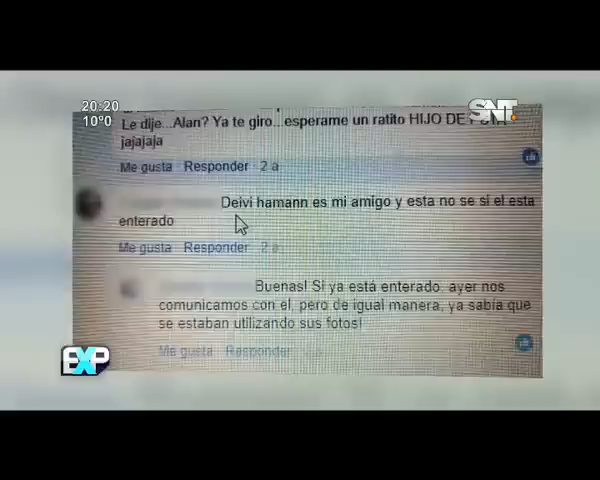 20:20
10º0
SNT.
Le dije...Alan? Ya te giro...esperame un ratito HIJO DE
jajajaja
Me gusta Responder 2 a
Deivi hamann es mi amigo y esta no se si el esta
enterado
Me gusta Responder 2 a
Buenas! Si ya está enterado, ayer nos
comunicamos con el, pero de igual manera, ya sabía que
se estaban utilizando sus fotos!
Me gusta Responder
EXP